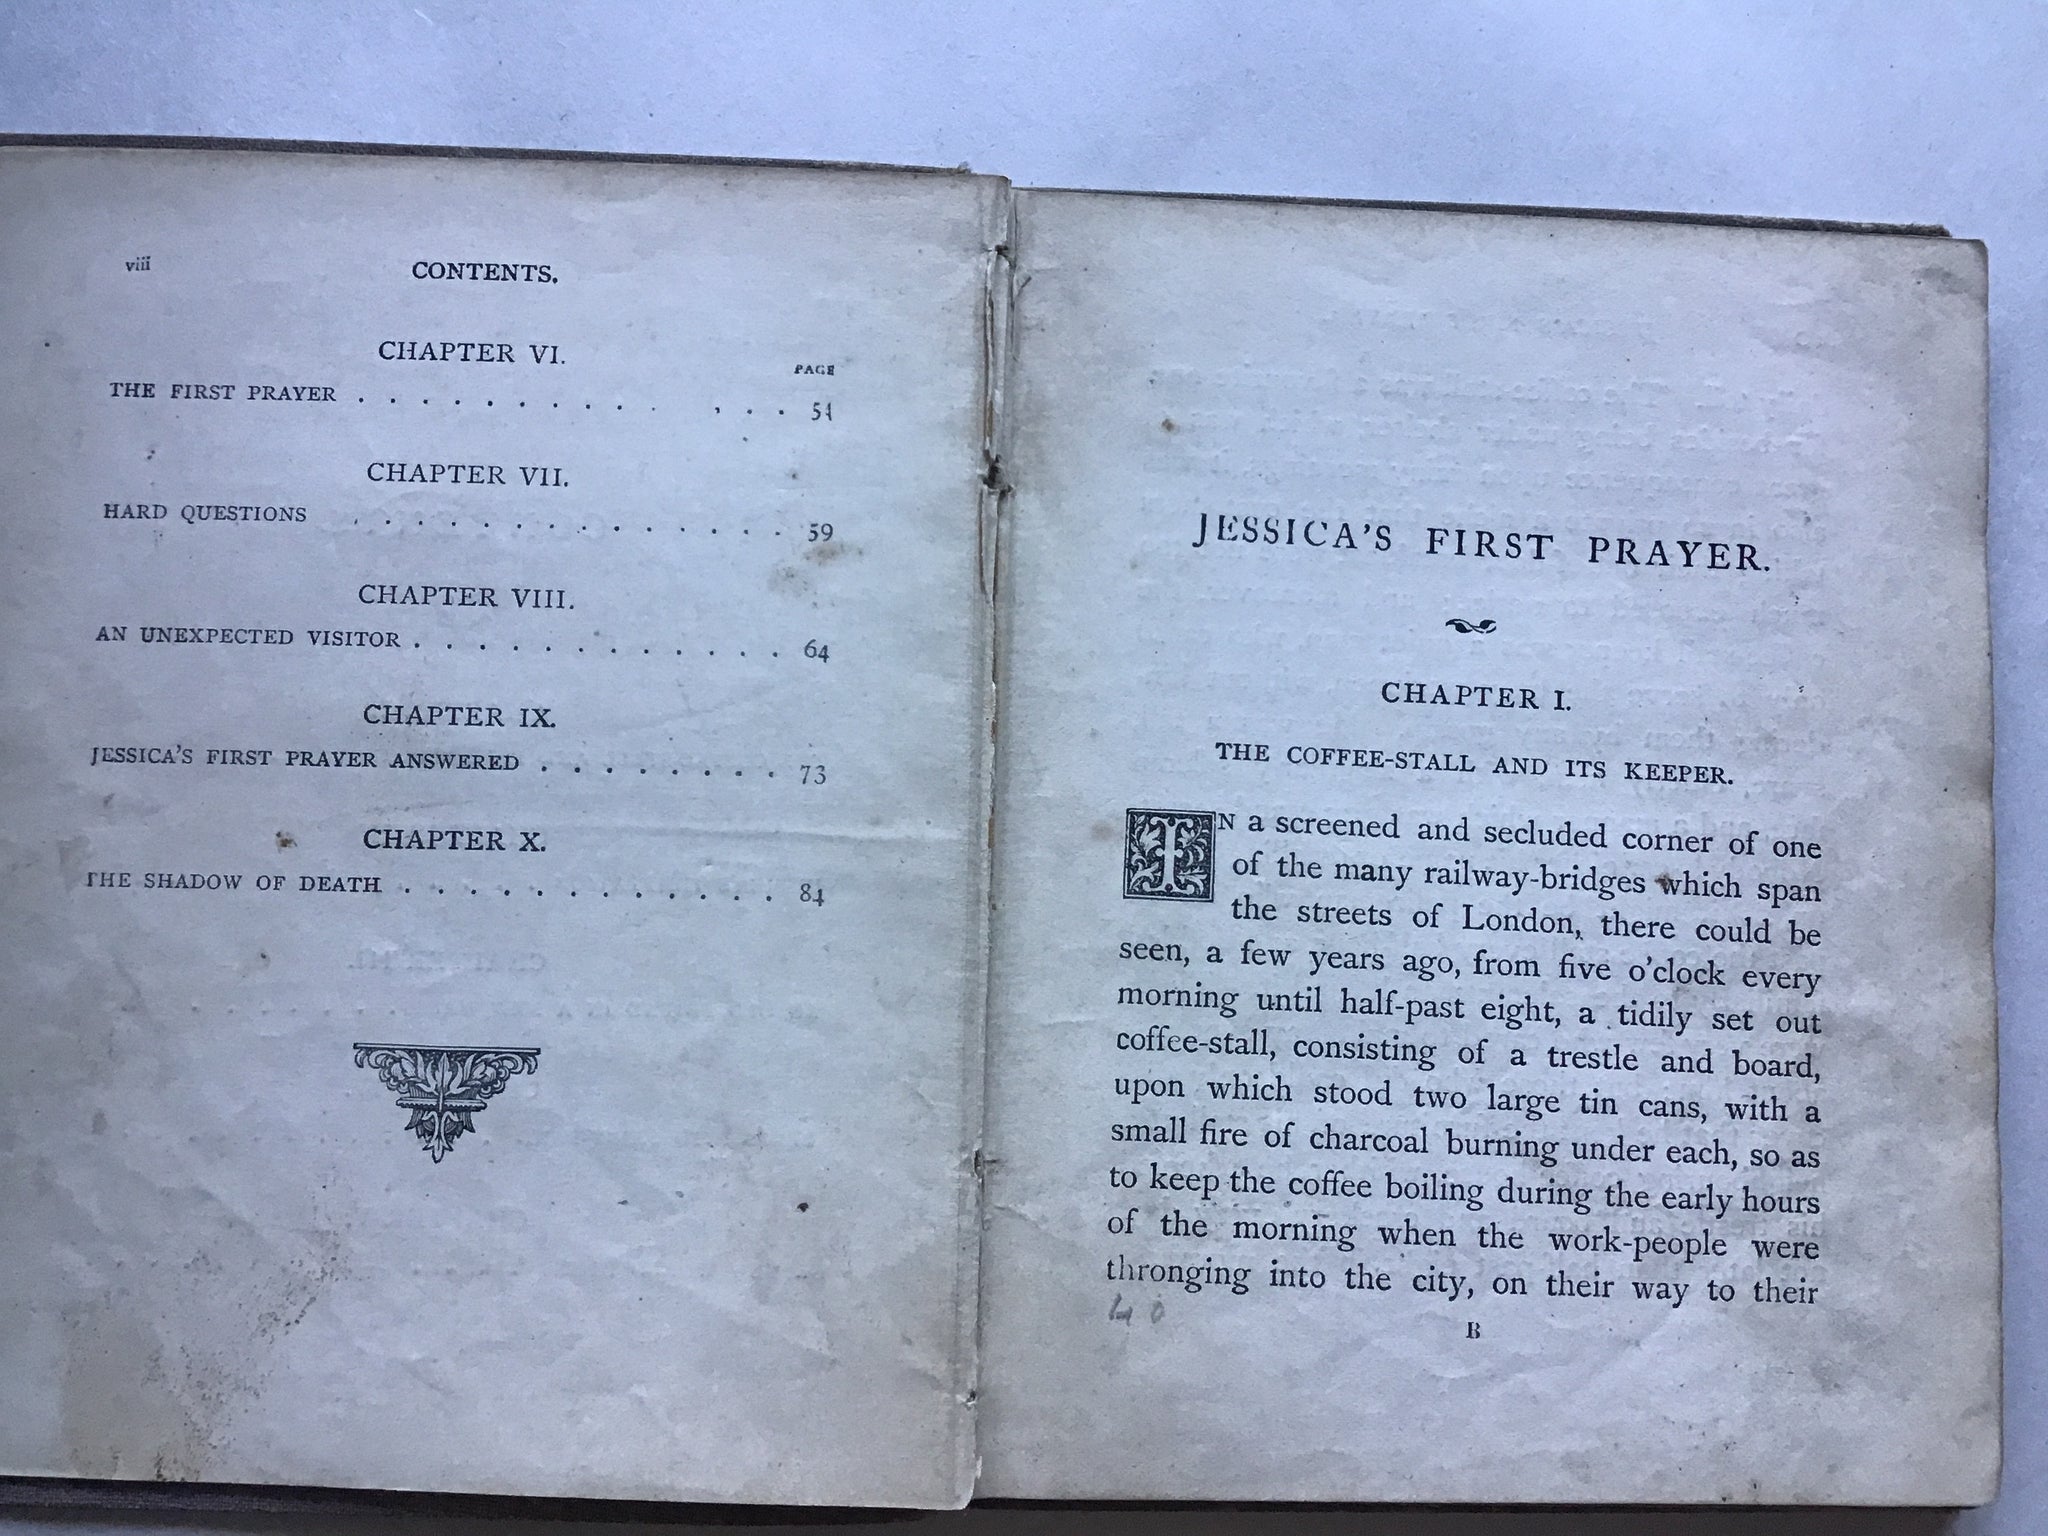 viii
CONTENTS.
CHAPTER VI.
PAGE
THE FIRST PRAYER . . . . . . . . . . . . . 51
CHAPTER VII.
HARD QUESTIONS . . . . . . . . . . . . . . 59
CHAPTER VIII.
AN UNEXPECTED VISITOR . . . . . . . . . . . . 64
CHAPTER IX.
JESSICA'S FIRST PRAYER ANSWERED . . . . . . . . 73
CHAPTER X.
THE SHADOW OF DEATH . . . . . . . . . . . . 84
JESSICA'S FIRST PRAYER.
CHAPTER I.
THE COFFEE-STALL AND ITS KEEPER.
IN a screened and secluded corner of one
of the many railway-bridges which span
the streets of London, there could be
seen, a few years ago, from five o'clock every
morning until half-past eight, a tidily set out
coffee-stall, consisting of a trestle and board,
upon which stood two large tin cans, with a
small fire of charcoal burning under each, so as
to keep the coffee boiling during the early hours
of the morning when the work-people were
thronging into the city, on their way to their
40
B